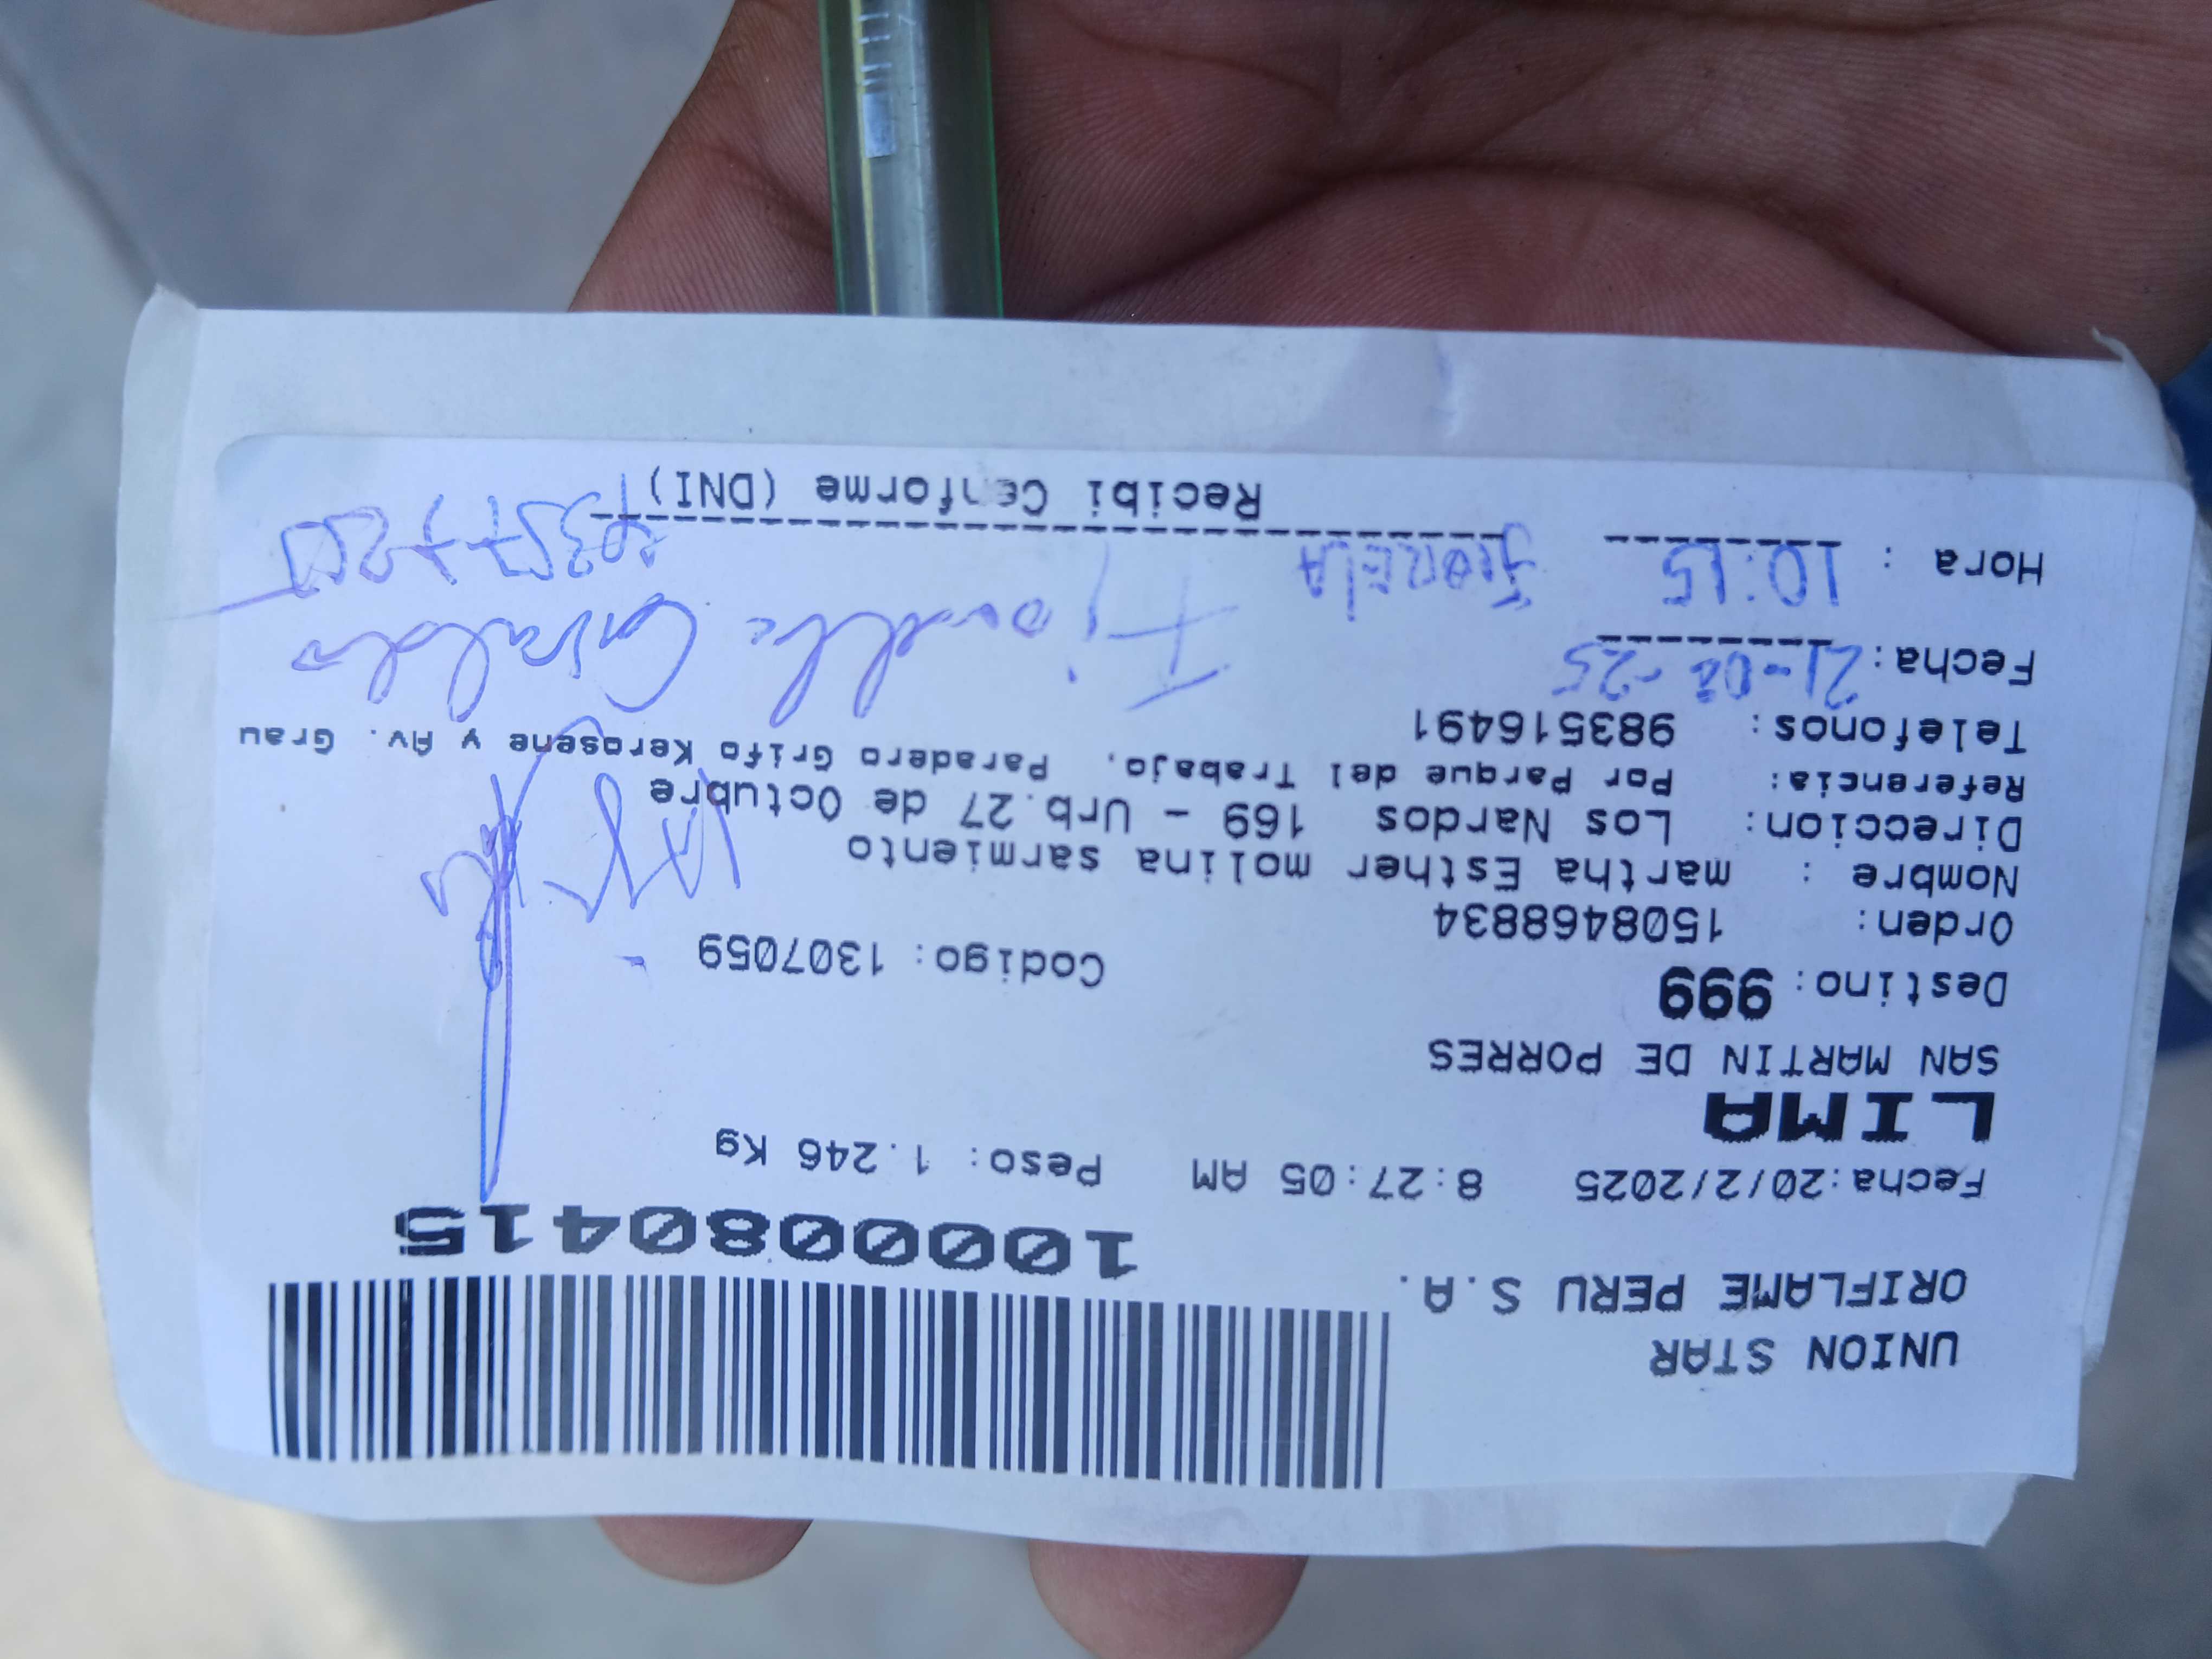 UNION STAR
ORIFLAME PERU S.A.
10000080415
Fecha:20/2/2025 8:27:05 AM Peso: 1.246 Kg
LIMA
SAN MARTIN DE PORRES
Destino: 999 Codigo: 1307059
Orden: 1508468834
Nombre : martha Esther molina sarmiento
Direccion: Los Nardos 169 - Urb.27 de Octubre
Referencia: Por Parque del Trabajo. Paradero Grifo Kerosene y Av. Grau
Telefonos: 983516491
Fecha: 21-02-25
Hora : 10:15 FIORELA
Recibi Conforme (DNI)